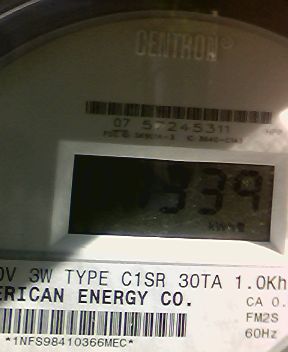 CENTRON®
07 57245311
1339
kWh
0V 3W TYPE C1SR 30TA 1.0Kh
ERICAN ENERGY CO.
CA 0.
FM2S
60Hz
*1NFS98410366MEC*